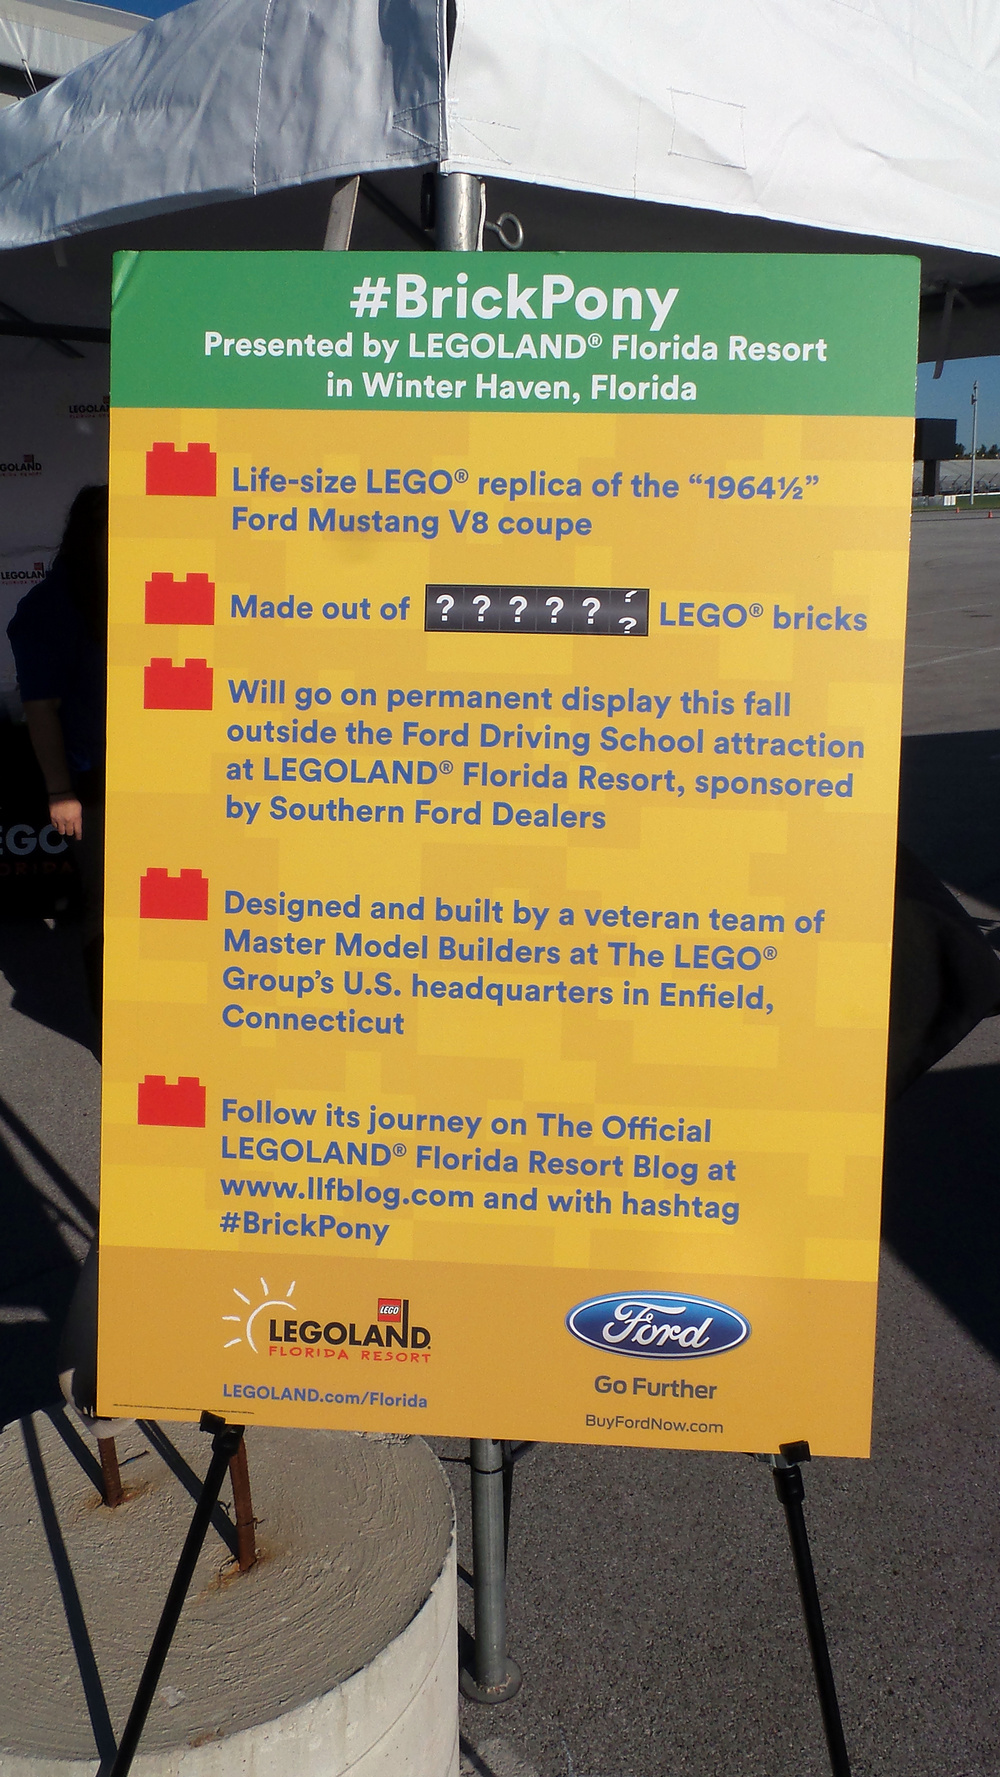 #BrickPony
Presented by LEGOLAND® Florida Resort
in Winter Haven, Florida
Life-size LEGO® replica of the “1964½”
Ford Mustang V8 coupe
Made out of ? ? ? ? ? ? LEGO® bricks
Will go on permanent display this fall
outside the Ford Driving School attraction
at LEGOLAND® Florida Resort, sponsored
by Southern Ford Dealers
Designed and built by a veteran team of
Master Model Builders at The LEGO®
Group’s U.S. headquarters in Enfield,
Connecticut
Follow its journey on The Official
LEGOLAND® Florida Resort Blog at
www.llfblog.com and with hashtag
#BrickPony
LEGO
LEGOLAND
FLORIDA RESORT
LEGOLAND.com/Florida
Ford
Go Further
BuyFordNow.com